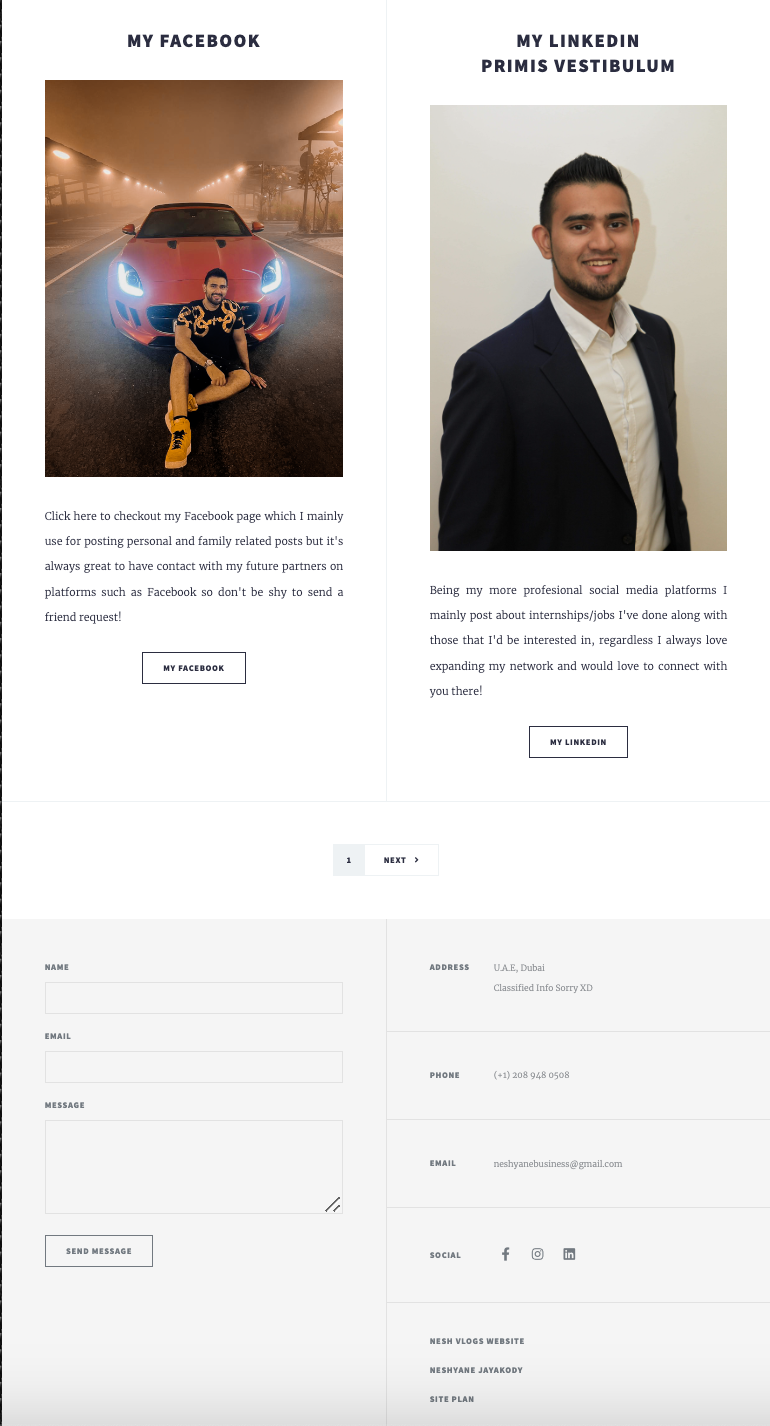 MY FACEBOOK
Click here to checkout my Facebook page which I mainly
use for posting personal and family related posts but it's
always great to have contact with my future partners on
platforms such as Facebook so don't be shy to send a
friend request!
MY FACEBOOK
MY LINKEDIN
PRIMIS VESTIBULUM
Being my more profesional social media platforms I
mainly post about internships/jobs I've done along with
those that I'd be interested in, regardless I always love
expanding my network and would love to connect with
you there!
MY LINKEDIN
1 NEXT
NAME
EMAIL
MESSAGE
SEND MESSAGE
ADDRESS U.A.E, Dubai
Classified Info Sorry XD
PHONE (+1) 208 948 0508
EMAIL neshyanebusiness@gmail.com
SOCIAL
NESH VLOGS WEBSITE
NESHYANE JAYAKODY
SITE PLAN